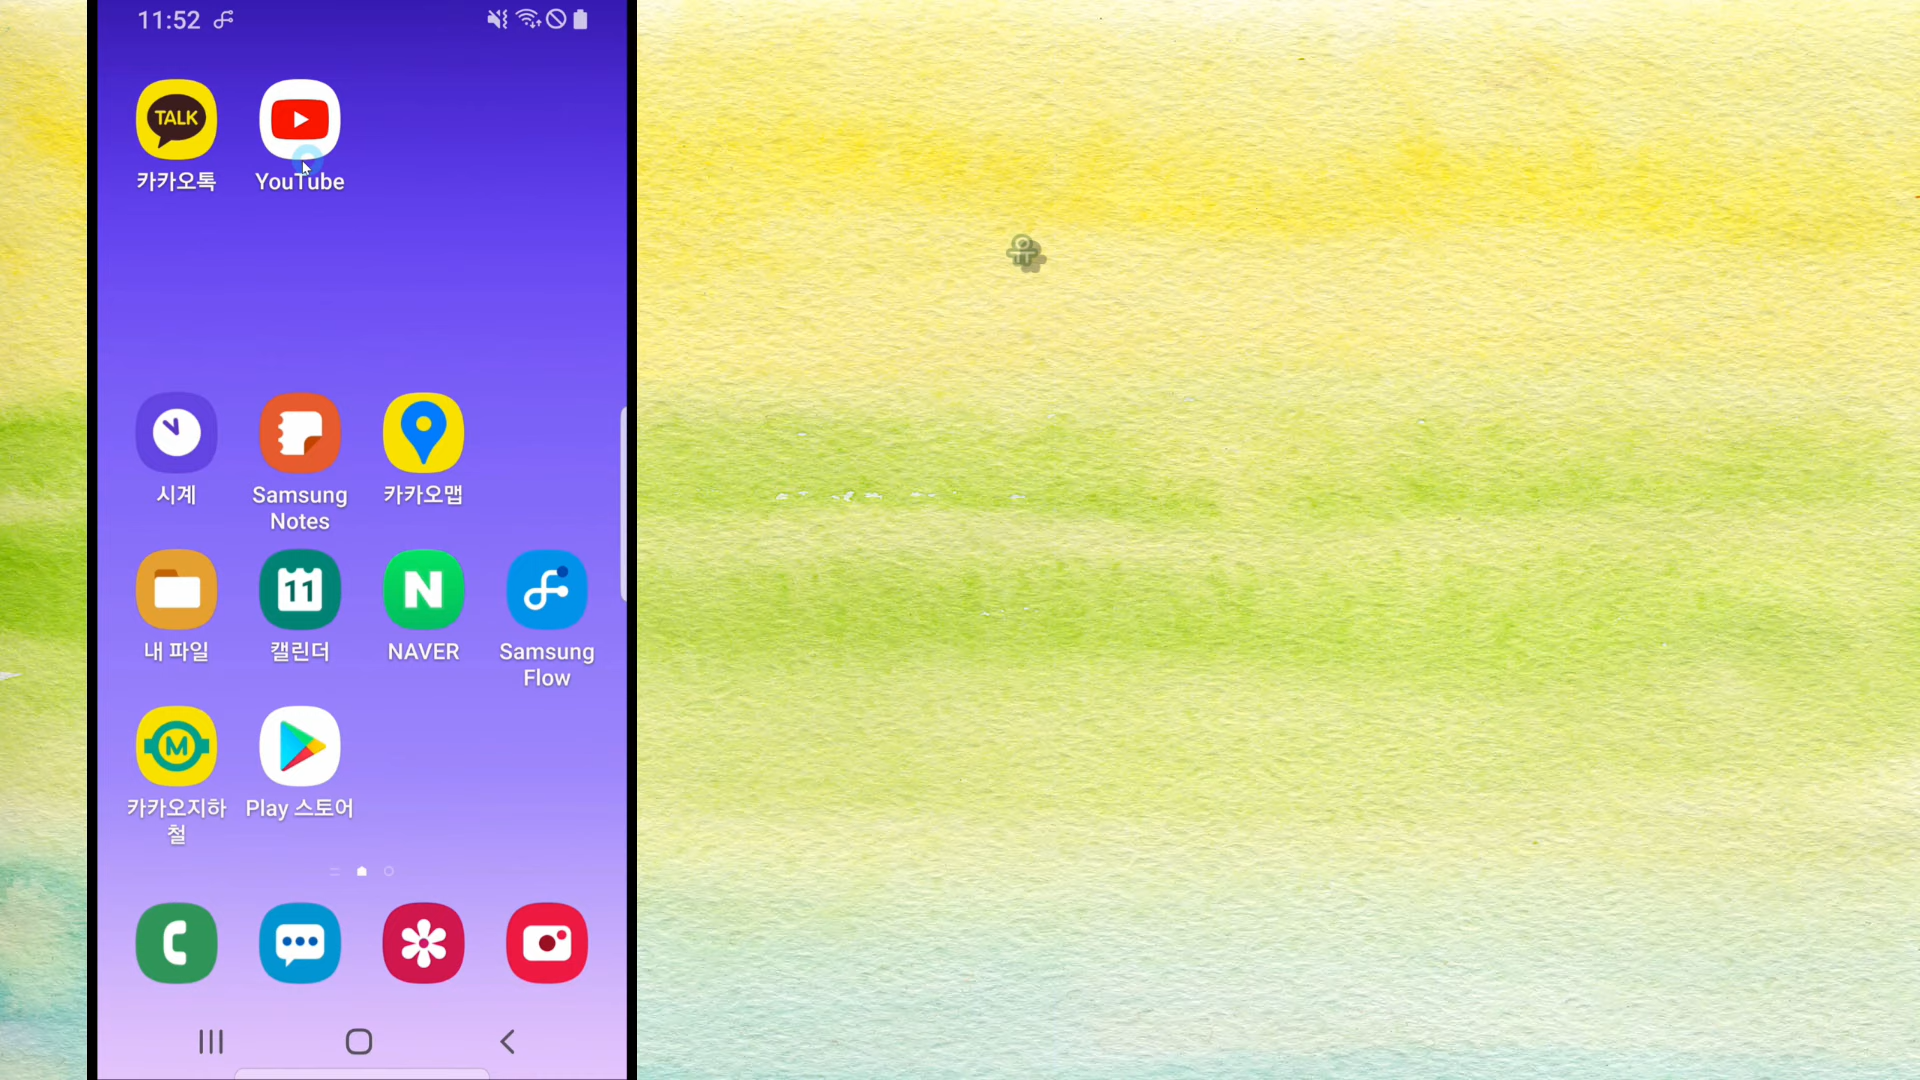 11:52
TALK
카카오톡
YouTube
시계
Samsung
Notes
카카오맵
내 파일
11
캘린더
N
NAVER
Samsung
Flow
M
카카오지하
철
Play 스토어
유